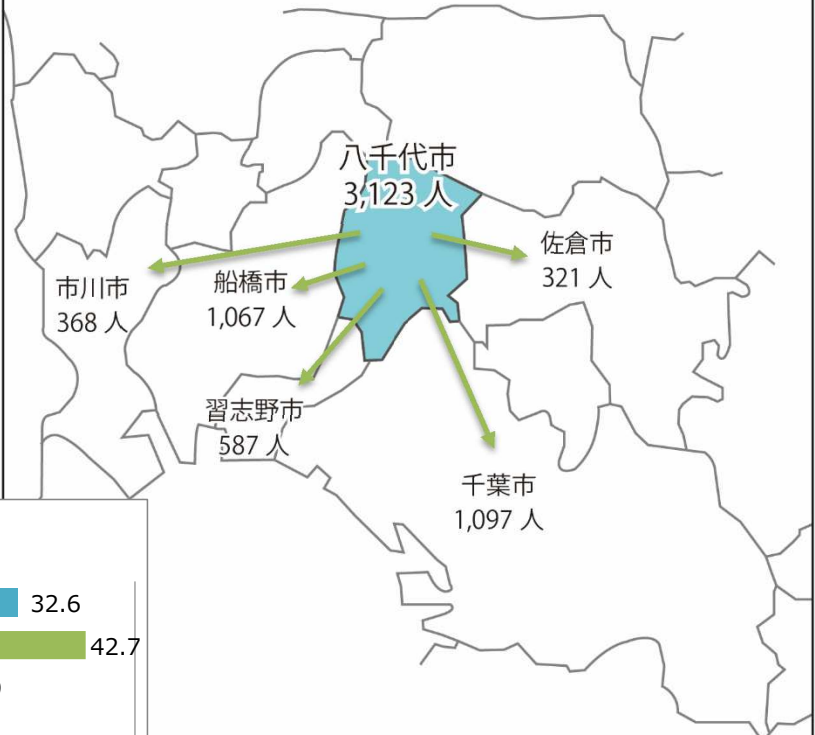 八千代市
3,123 人
佐倉市
321 人
市川市
368 人
船橋市
1,067 人
習志野市
587 人
千葉市
1,097 人
32.6
42.7